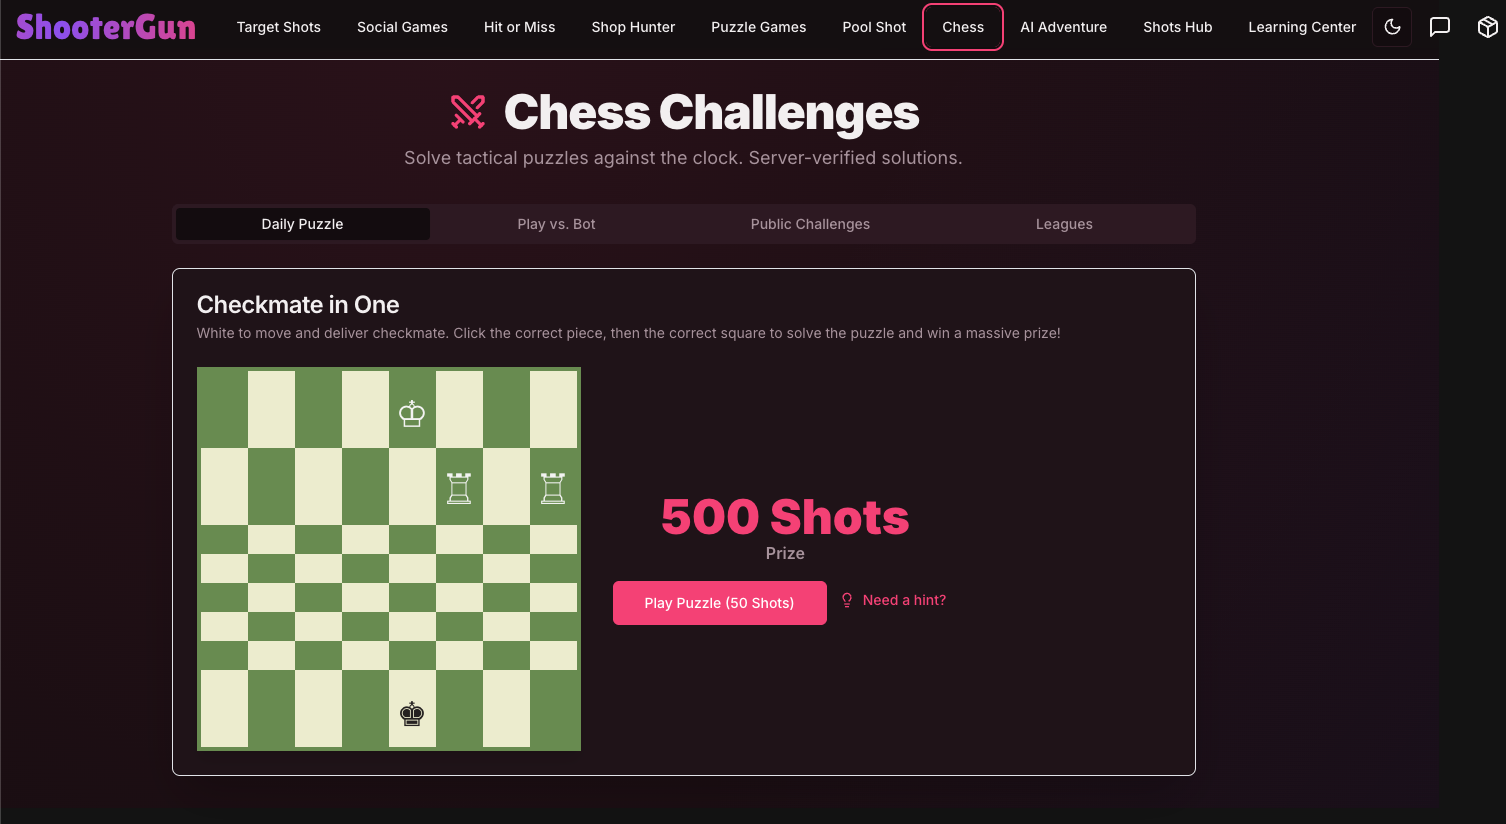 ShooterGun
Target Shots
Social Games
Hit or Miss
Shop Hunter
Puzzle Games
Pool Shot
Chess
AI Adventure
Shots Hub
Learning Center
Chess Challenges
Solve tactical puzzles against the clock. Server-verified solutions.
Daily Puzzle
Play vs. Bot
Public Challenges
Leagues
Checkmate in One
White to move and deliver checkmate. Click the correct piece, then the correct square to solve the puzzle and win a massive prize!
500 Shots
Prize
Play Puzzle (50 Shots)
Need a hint?